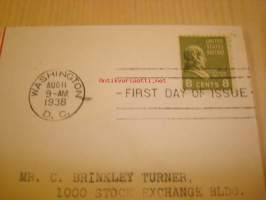 WASHINGTON
AUG 11
9-AM
1938
D. C.
FIRST DAY OF ISSUE
UNITED STATES
POSTAGE
8 CENTS 8
MR. C. BRINKLEY TURNER,
1000 STOCK EXCHANGE BLDG.